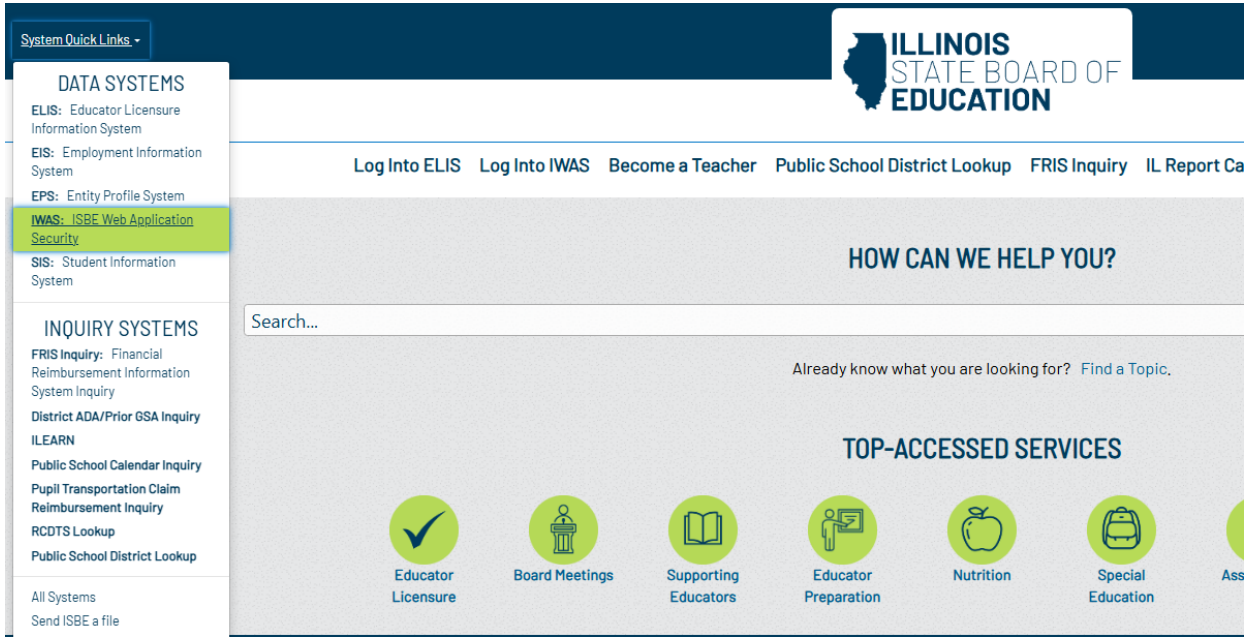 System Quick Links
ILLINOIS
STATE BOARD OF
EDUCATION
DATA SYSTEMS
ELIS: Educator Licensure
Information System
EIS: Employment Information
System
EPS: Entity Profile System
IWAS: ISBE Web Application
Security
SIS: Student Information
System
INQUIRY SYSTEMS
FRIS Inquiry: Financial
Reimbursement Information
System Inquiry
District ADA/Prior GSA Inquiry
ILEARN
Public School Calendar Inquiry
Pupil Transportation Claim
Reimbursement Inquiry
RCDTS Lookup
Public School District Lookup
All Systems
Send ISBE a file
Log Into ELIS Log Into IWAS Become a Teacher Public School District Lookup FRIS Inquiry IL Report Ca
HOW CAN WE HELP YOU?
Search...
Already know what you are looking for? Find a Topic.
TOP-ACCESSED SERVICES
Educator
Licensure
Board Meetings
Supporting
Educators
Educator
Preparation
Nutrition
Special
Education
Ass